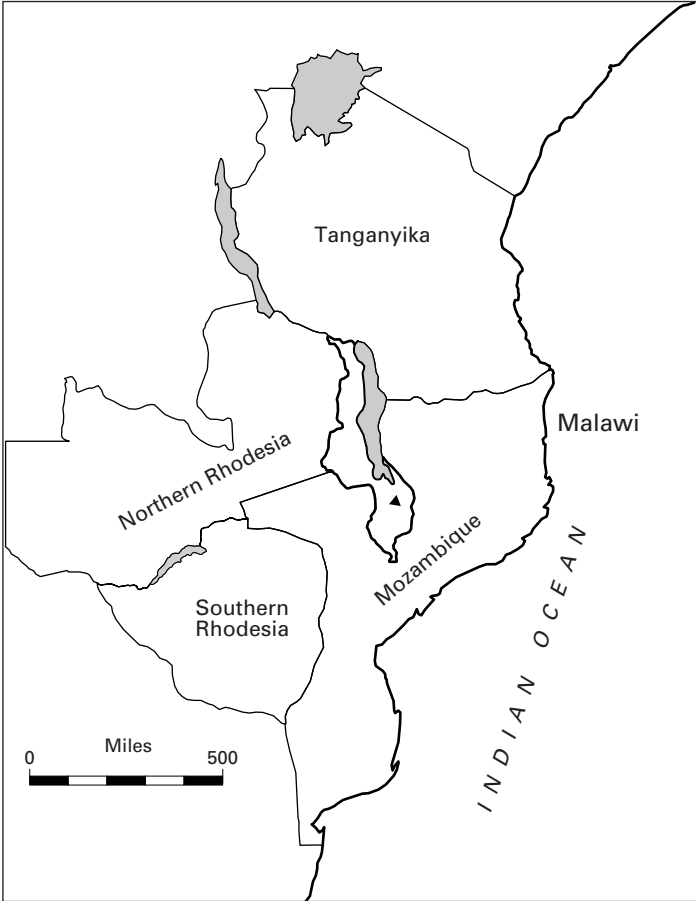 Tanganyika
Malawi
Northern Rhodesia
Mozambique
Southern
Rhodesia
INDIAN OCEAN
Miles
0 500